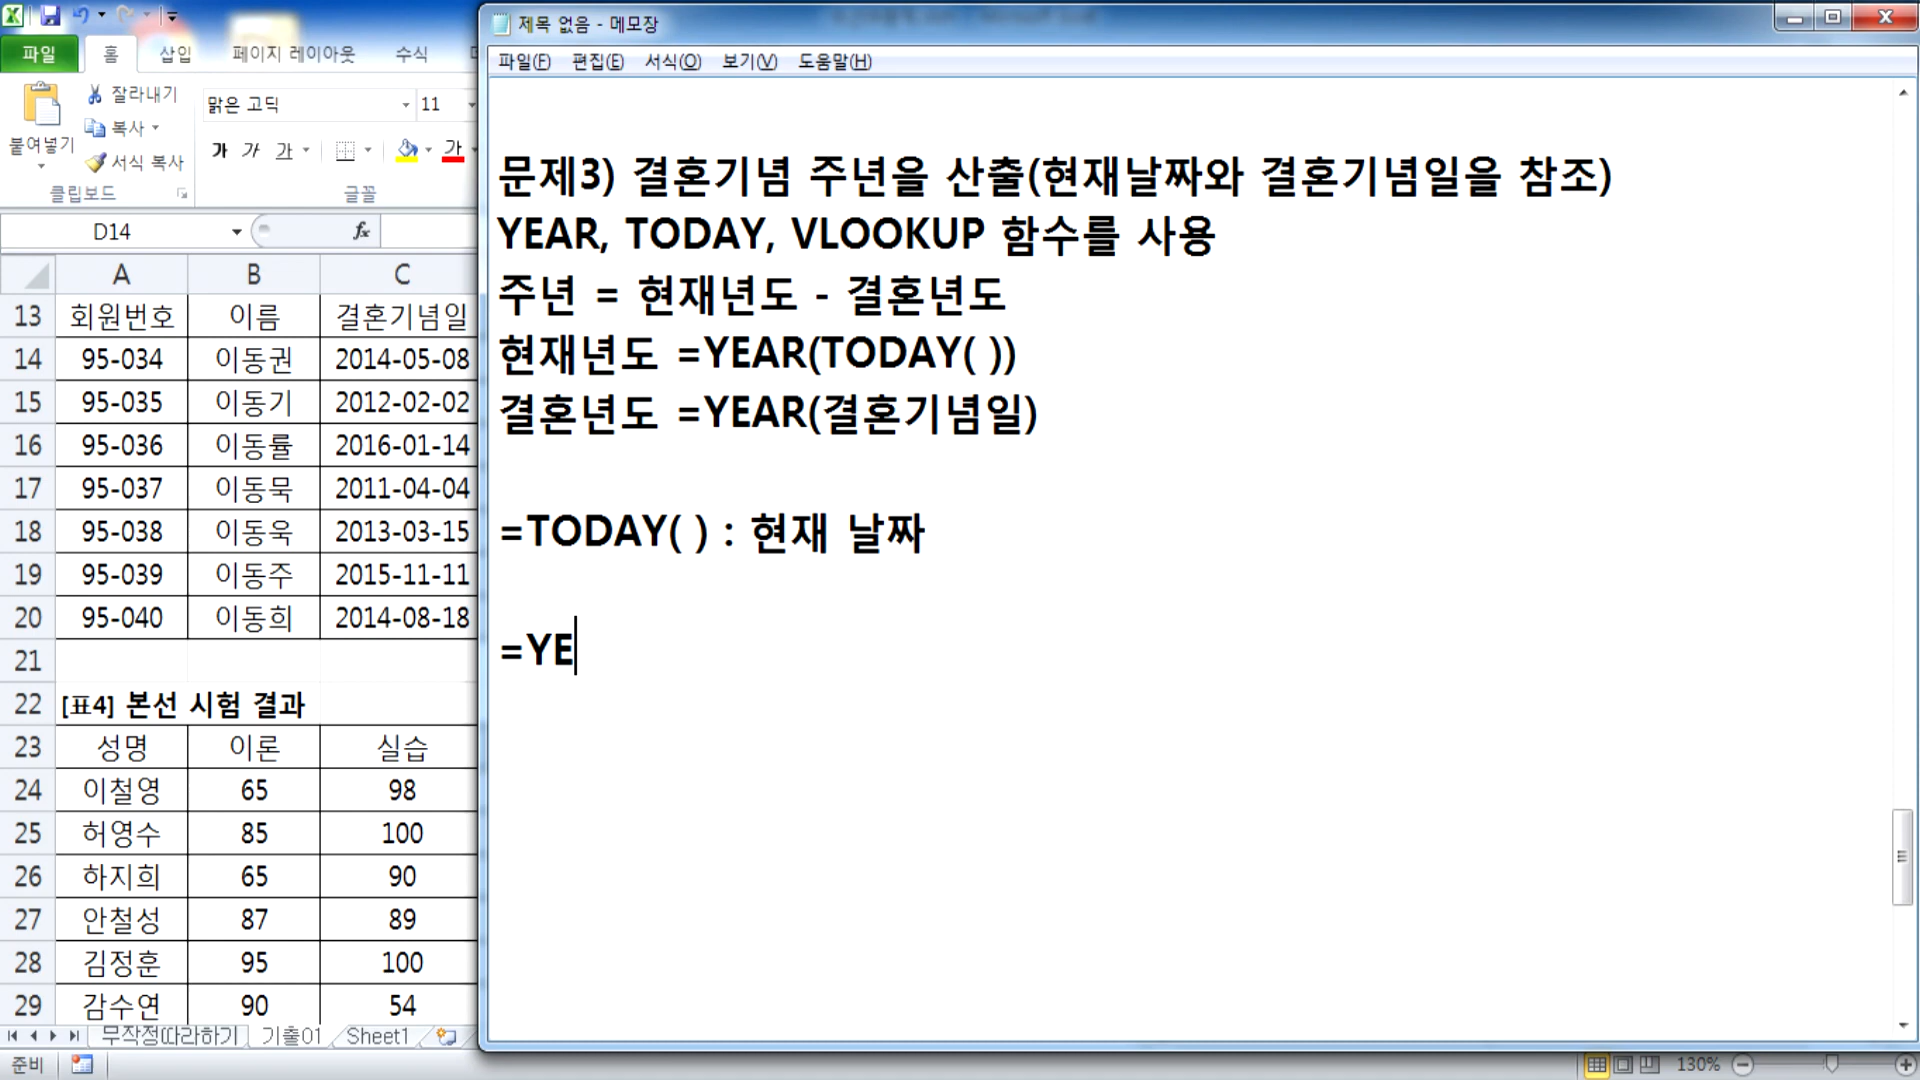 제목 없음 - 메모장
파일 홈 삽입 페이지 레이아웃 수식
파일(F) 편집(E) 서식(O) 보기(V) 도움말(H)
붙여넣기
잘라내기
복사
서식 복사
클립보드
맑은 고딕 11
가 가 가 가
글꼴
D14 fx
A B C
13 회원번호 이름 결혼기념일
14 95-034 이동권 2014-05-08
15 95-035 이동기 2012-02-02
16 95-036 이동률 2016-01-14
17 95-037 이동묵 2011-04-04
18 95-038 이동욱 2013-03-15
19 95-039 이동주 2015-11-11
20 95-040 이동희 2014-08-18
21
22 [표4] 본선 시험 결과
23 성명 이론 실습
24 이철영 65 98
25 허영수 85 100
26 하지희 65 90
27 안철성 87 89
28 김정훈 95 100
29 감수연 90 54
무작정따라하기 기출01 Sheet1
준비
문제3) 결혼기념 주년을 산출(현재날짜와 결혼기념일을 참조)
YEAR, TODAY, VLOOKUP 함수를 사용
주년 = 현재년도 - 결혼년도
현재년도 =YEAR(TODAY( ))
결혼년도 =YEAR(결혼기념일)
=TODAY( ) : 현재 날짜
=YE
130%